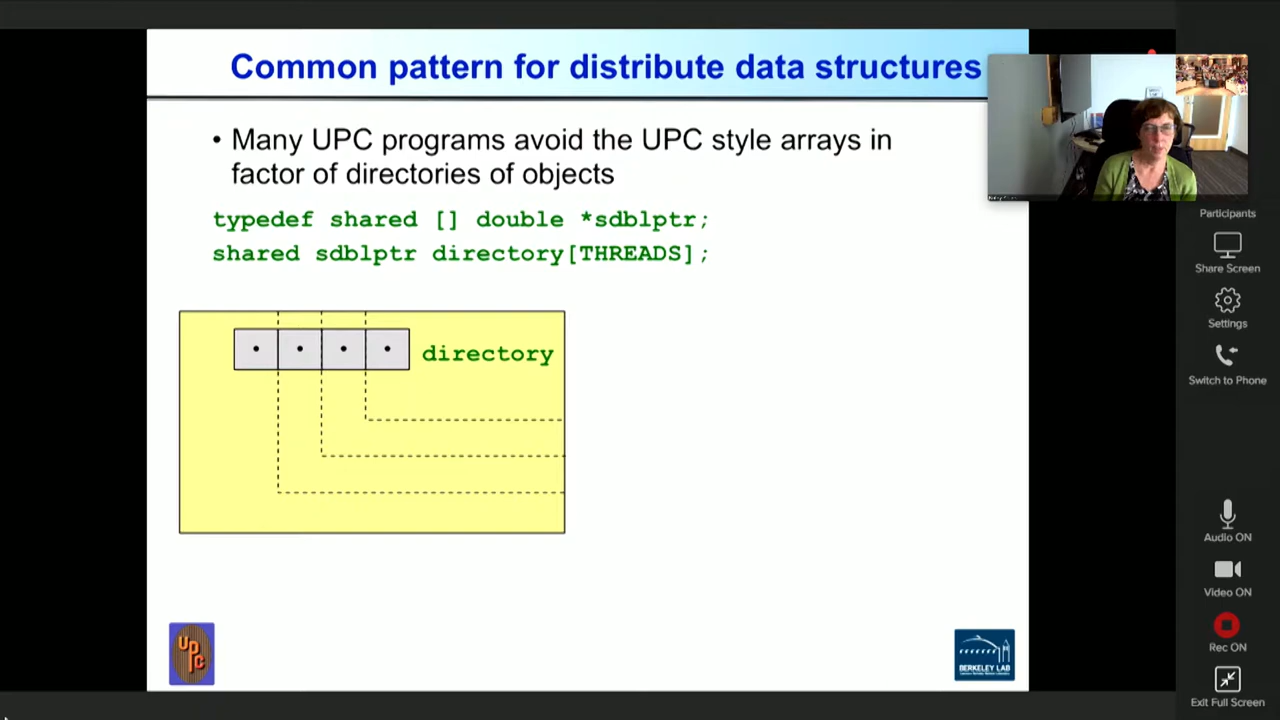 Common pattern for distribute data structures
• Many UPC programs avoid the UPC style arrays in
factor of directories of objects
typedef shared [] double *sdblptr;
shared sdblptr directory[THREADS];
directory
UPC
BERKELEY LAB
Participants
Share Screen
Settings
Switch to Phone
Audio ON
Video ON
Rec ON
Exit Full Screen